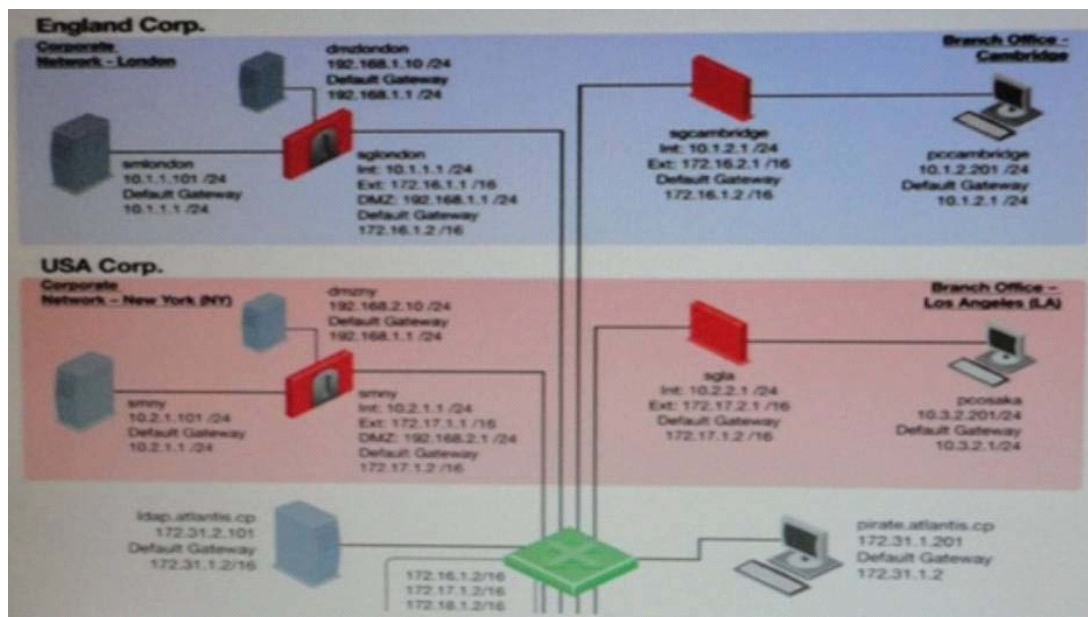 England Corp.
Corporate
Network - London
dmzlondon
192.168.1.10 /24
Default Gateway
192.168.1.1 /24
Branch Office -
Cambridge
smlondon
10.1.1.101 /24
Default Gateway
10.1.1.1 /24
sglondon
Int: 10.1.1.1 /24
Ext: 172.16.1.1 /16
DMZ: 192.168.1.1 /24
Default Gateway
172.16.1.2 /16
sgcambridge
Int: 10.1.2.1 /24
Ext: 172.16.2.1 /16
Default Gateway
172.16.1.2 /16
pccambridge
10.1.2.201 /24
Default Gateway
10.1.2.1 /24
USA Corp.
Corporate
Network – New York (NY)
dmzny
192.168.2.10 /24
Default Gateway
192.168.1.1 /24
Branch Office –
Los Angeles (LA)
smny
10.2.1.101 /24
Default Gateway
10.2.1.1 /24
smny
Int: 10.2.1.1 /24
Ext: 172.17.1.1 /16
DMZ: 192.168.2.1 /24
Default Gateway
172.17.1.2 /16
sgla
Int: 10.2.2.1 /24
Ext: 172.17.2.1 /16
Default Gateway
172.17.1.2 /16
pcosaka
10.3.2.201/24
Default Gateway
10.3.2.1/24
ldap.atlantis.cp
172.31.2.101
Default Gateway
172.31.1.2/16
172.16.1.2/16
172.17.1.2/16
172.18.1.2/16
pirate.atlantis.cp
172.31.1.201
Default Gateway
172.31.1.2